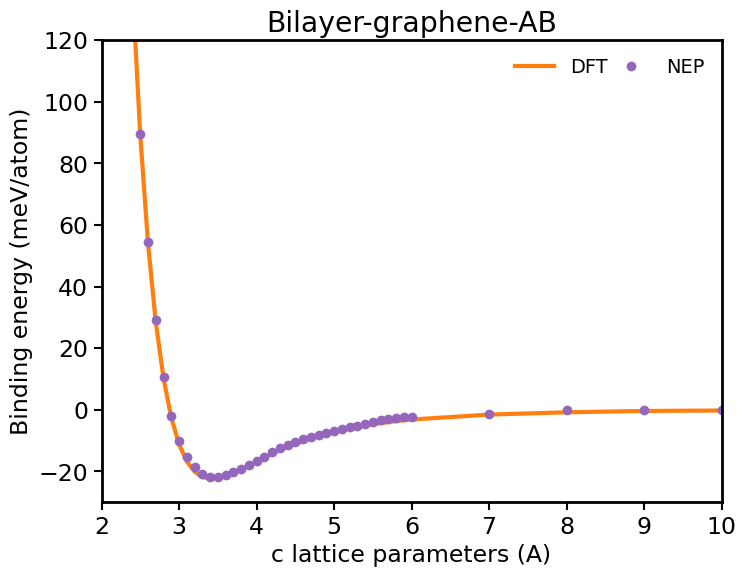 Bilayer-graphene-AB
DFT NEP
Binding energy (meV/atom)
120
100
80
60
40
20
0
−20
2 3 4 5 6 7 8 9 10
c lattice parameters (A)